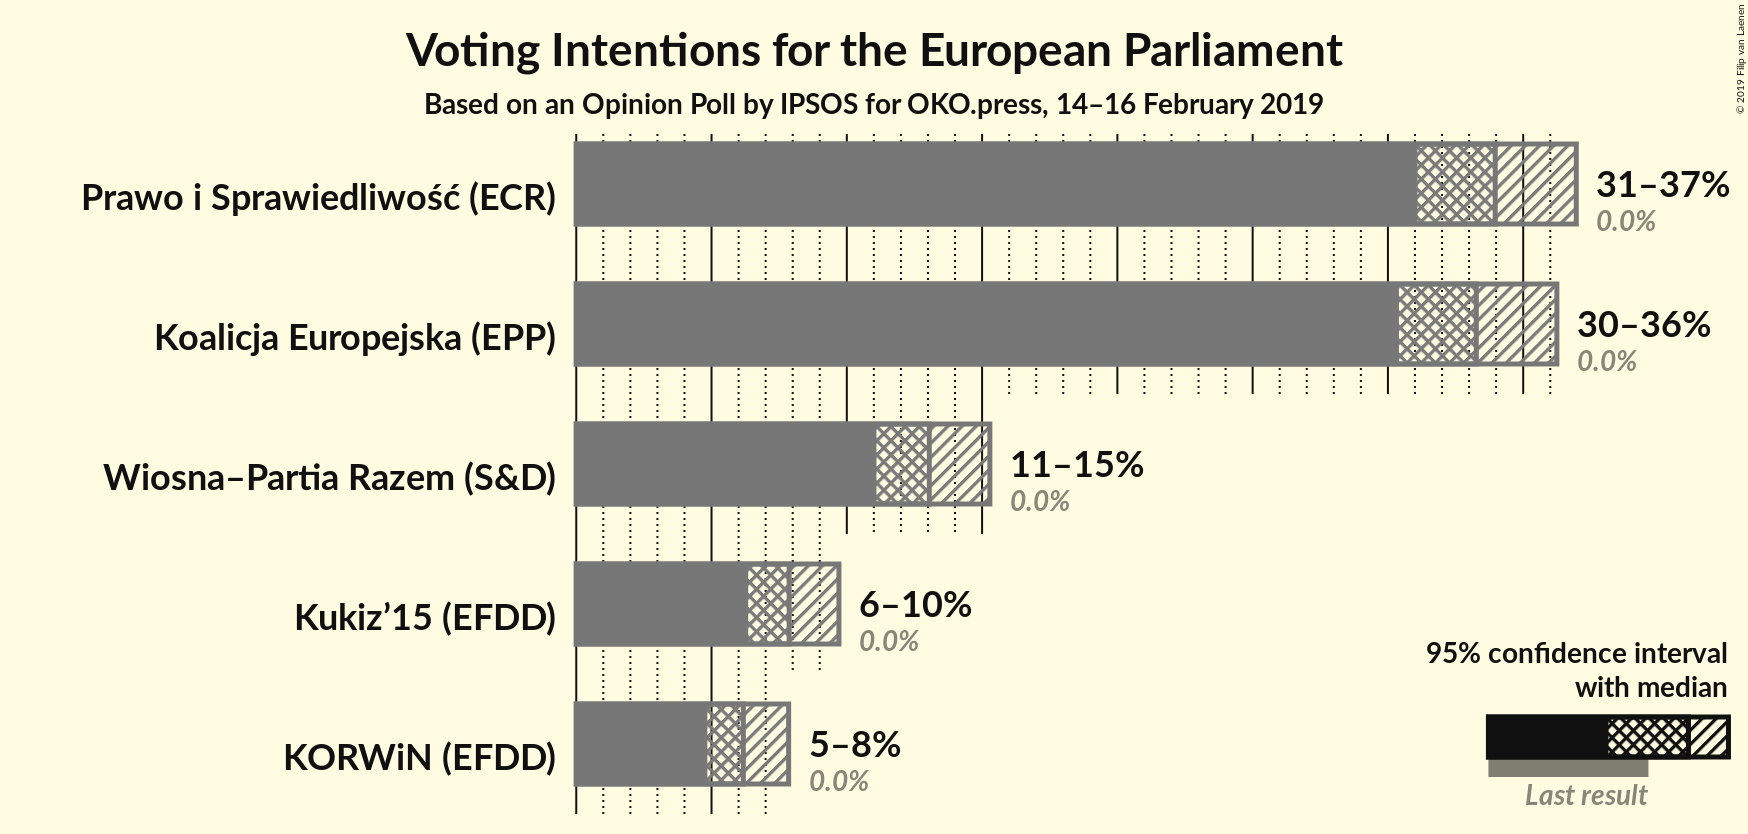 Voting Intentions for the European Parliament
Based on an Opinion Poll by IPSOS for OKO.press, 14–16 February 2019
© 2019 Filip van Laenen
Prawo i Sprawiedliwość (ECR)
31–37%
0.0%
Koalicja Europejska (EPP)
30–36%
0.0%
Wiosna–Partia Razem (S&D)
11–15%
0.0%
Kukiz’15 (EFDD)
6–10%
0.0%
KORWiN (EFDD)
5–8%
0.0%
95% confidence interval
with median
Last result